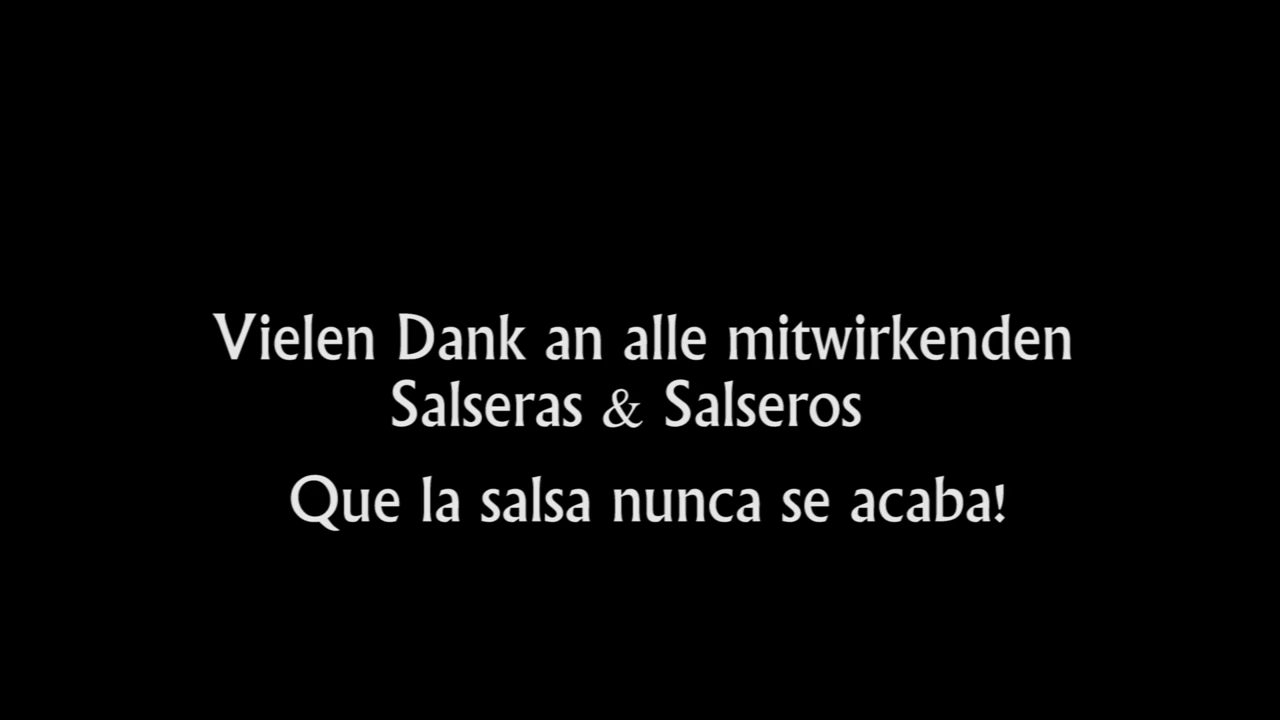 Vielen Dank an alle mitwirkenden
Salseras & Salseros
Que la salsa nunca se acaba!